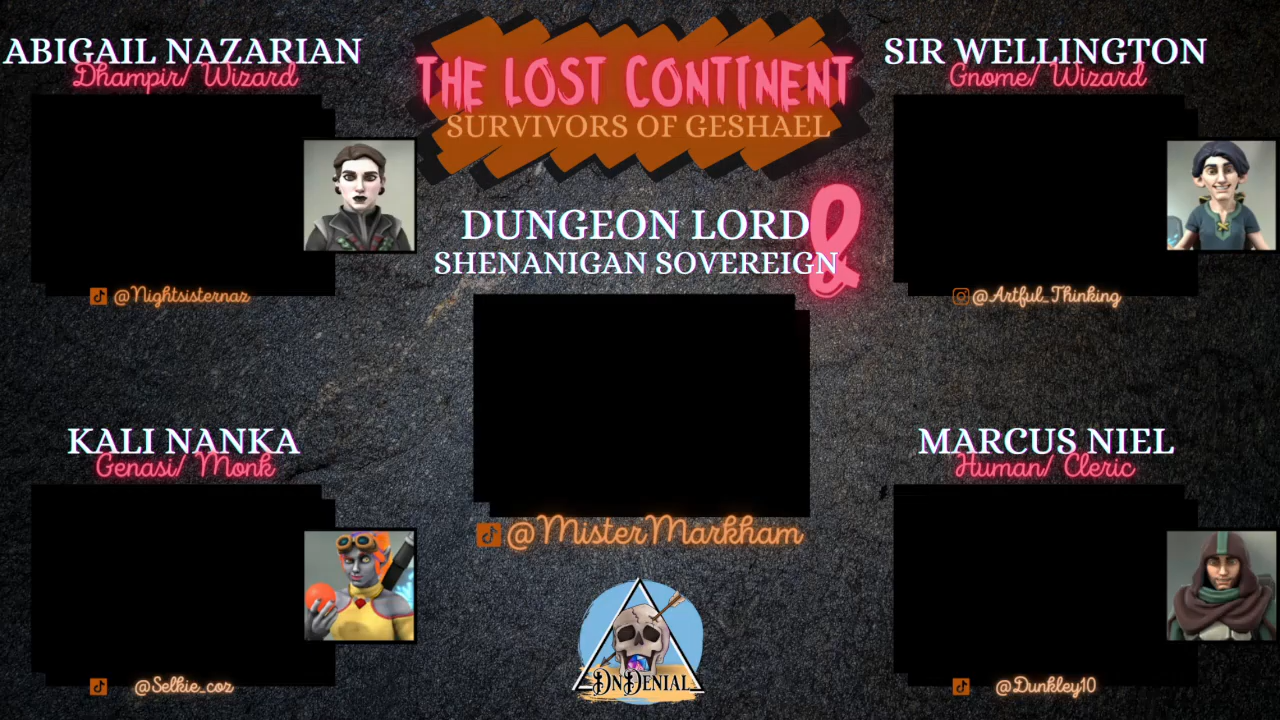 THE LOST CONTINENT
SURVIVORS OF GESHAEL
ABIGAIL NAZARIAN
Dhampir/ Wizard
@Nightsisternaz
SIR WELLINGTON
Gnome/ Wizard
@Artful_Thinking
DUNGEON LORD
&
SHENANIGAN SOVEREIGN
@MisterMarkham
KALI NANKA
Genasi/ Monk
@Selkie_coz
MARCUS NIEL
Human/ Cleric
@Dunkley10
DNDENIAL